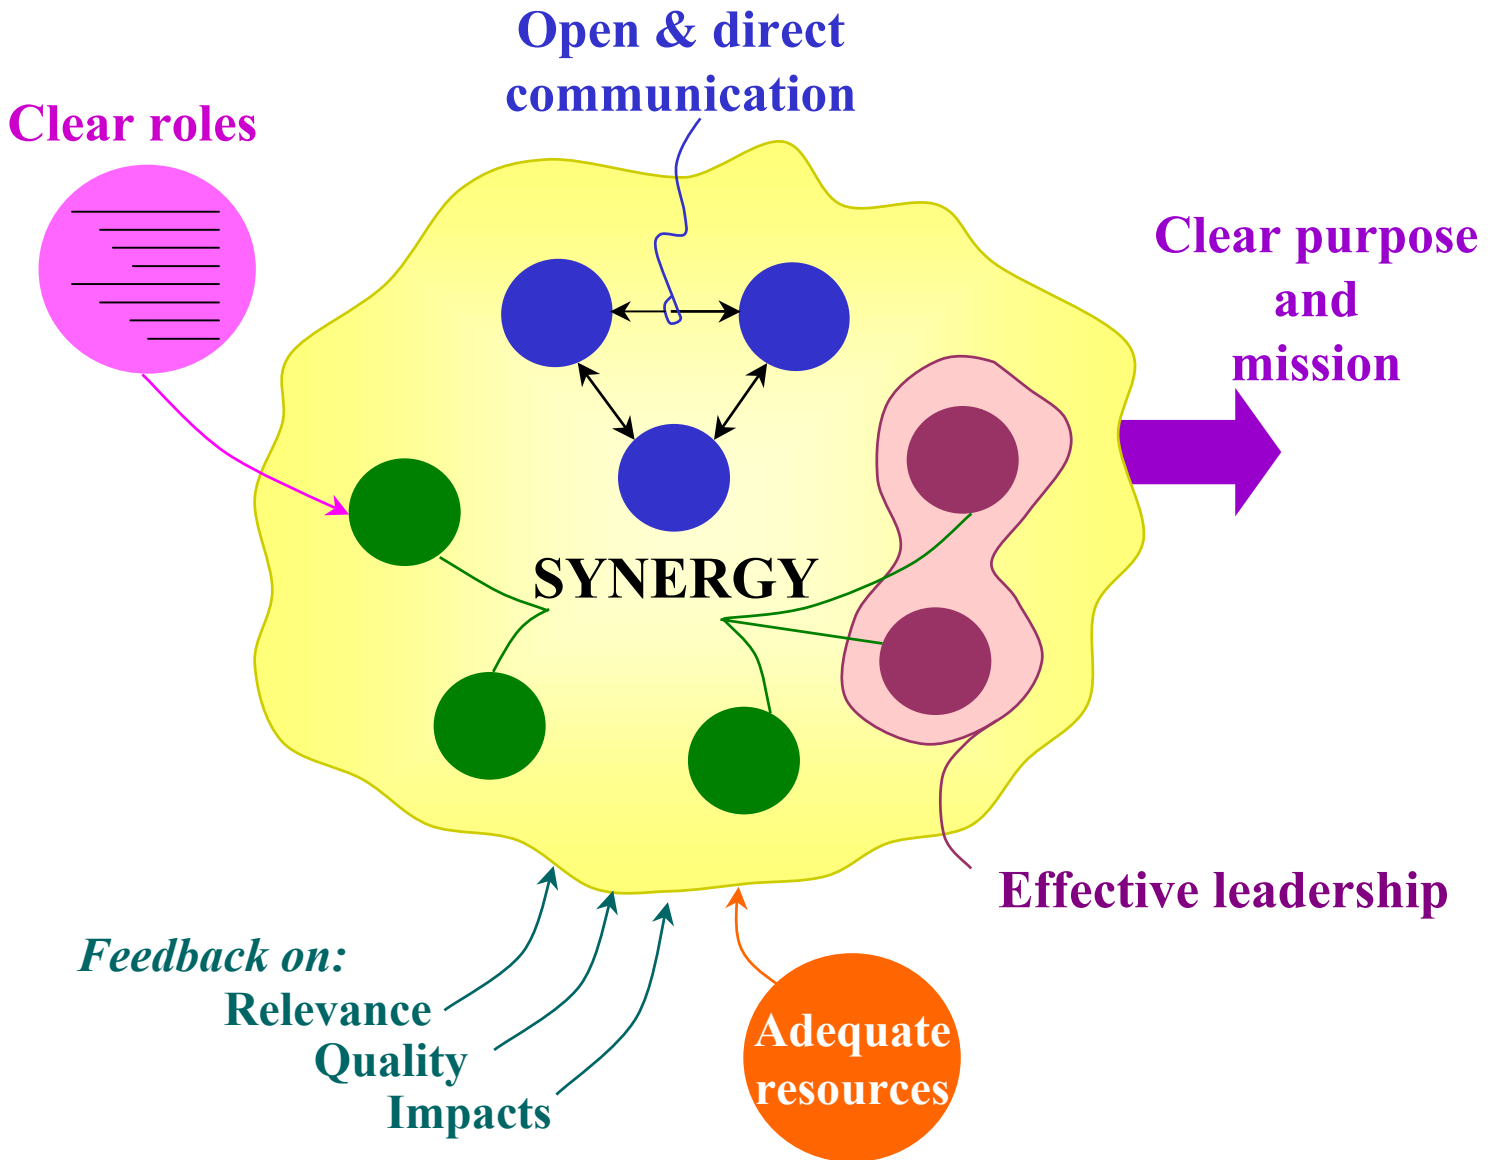 Open & direct
communication
Clear roles
Clear purpose
and
mission
SYNERGY
Effective leadership
Feedback on:
Relevance
Quality
Impacts
Adequate
resources